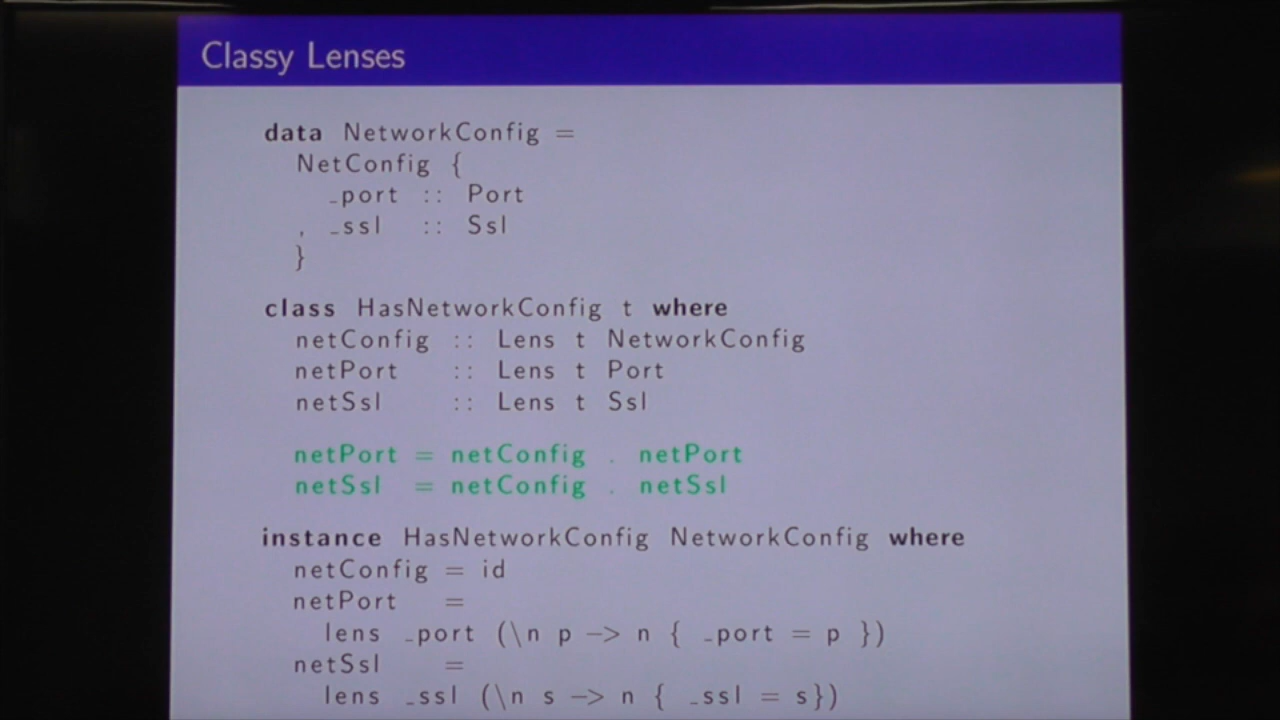 Classy Lenses
data NetworkConfig =
NetConfig {
_port :: Port
, _ssl :: Ssl
}
class HasNetworkConfig t where
netConfig :: Lens t NetworkConfig
netPort :: Lens t Port
netSsl :: Lens t Ssl
netPort = netConfig . netPort
netSsl = netConfig . netSsl
instance HasNetworkConfig NetworkConfig where
netConfig = id
netPort =
lens _port (\n p -> n { _port = p })
netSsl =
lens _ssl (\n s -> n { _ssl = s})